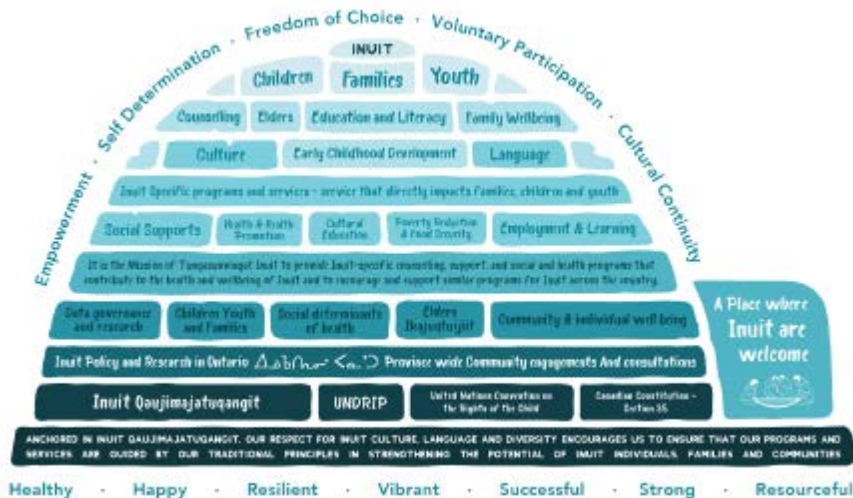 Empowerment · Self Determination · Freedom of Choice · Voluntary Participation · Cultural Continuity
INUIT
Children Families Youth
Counselling Elders Education and Literacy Family Wellbeing
Culture Early Childhood Development Language
Inuit Specific programs and services - service that directly impacts families, children and youth
Social Supports
Health & Health
Promotion
Cultural
Education
Poverty Reduction
& Food Security
Employment & Learning
It is the Mission of Tungasuvvingat Inuit to provide Inuit-specific counselling, support, and social and health programs that
contribute to the health and wellbeing of Inuit and to encourage and support similar programs for Inuit across the country.
Data governance
and research
Children Youth
and Families
Social determinants
of health
Elders
Community & individual well being
Inuit Policy and Research in Ontario
Province wide Community engagements And consultations
Inuit Qaujimajatuqangit
UNDRIP
United Nations Convention on
the Rights of the Child
Canadian Constitution -
Section 35
A Place where
Inuit are
welcome
ANCHORED IN INUIT QAUJIMAJATUQANGIT. OUR RESPECT FOR INUIT CULTURE, LANGUAGE AND DIVERSITY ENCOURAGES US TO ENSURE THAT OUR PROGRAMS AND
SERVICES ARE GUIDED BY OUR TRADITIONAL PRINCIPLES IN STRENGTHENING THE POTENTIAL OF INUIT INDIVIDUALS, FAMILIES AND COMMUNITIES
Healthy · Happy · Resilient · Vibrant · Successful · Strong · Resourceful